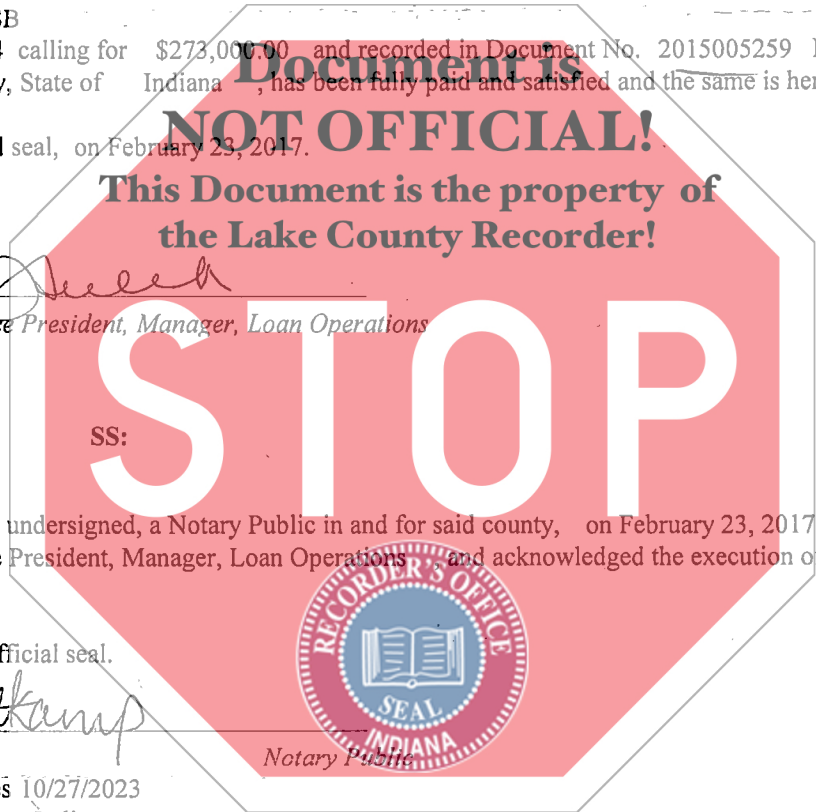 SB
calling for $273,000.00 and recorded in Document No. 2015005259
, State of Indiana , has been fully paid and satisfied and the same is her
Document is
NOT OFFICIAL!
seal, on February 23, 2017.
This Document is the property of
the Lake County Recorder!
President, Manager, Loan Operations
STOP
SS:
undersigned, a Notary Public in and for said county, on February 23, 2017
President, Manager, Loan Operations , and acknowledged the execution o
RECORDER'S OFFICE
SEAL
INDIANA
fficial seal.
kamp
Notary Public
es 10/27/2023